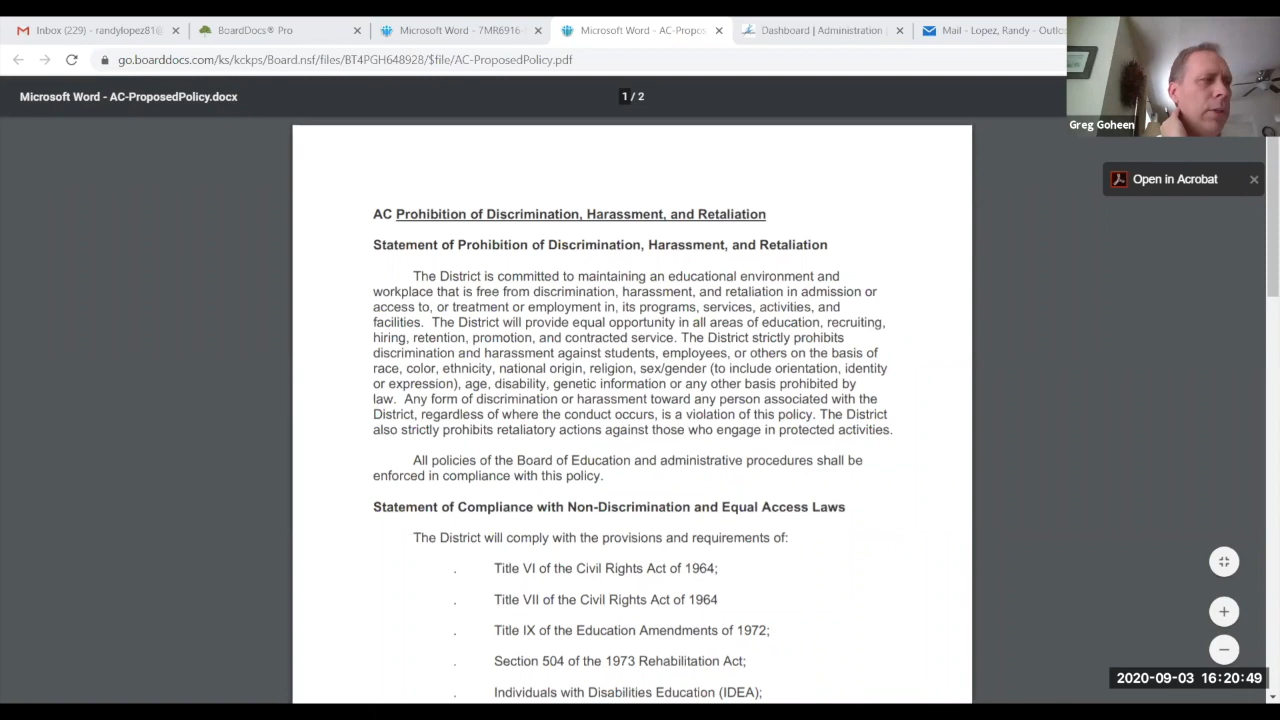 Inbox (229) - randylopez81@
BoardDocs® Pro
Microsoft Word - 7MR6916-
Microsoft Word - AC-Propos
Dashboard | Administration
Mail - Lopez, Randy - Outlo
go.boarddocs.com/ks/kckps/Board.nsf/files/BT4PGH648928/$file/AC-ProposedPolicy.pdf
Microsoft Word - AC-ProposedPolicy.docx
1 / 2
Greg Goheen
Open in Acrobat
AC Prohibition of Discrimination, Harassment, and Retaliation
Statement of Prohibition of Discrimination, Harassment, and Retaliation
The District is committed to maintaining an educational environment and
workplace that is free from discrimination, harassment, and retaliation in admission or
access to, or treatment or employment in, its programs, services, activities, and
facilities. The District will provide equal opportunity in all areas of education, recruiting,
hiring, retention, promotion, and contracted service. The District strictly prohibits
discrimination and harassment against students, employees, or others on the basis of
race, color, ethnicity, national origin, religion, sex/gender (to include orientation, identity
or expression), age, disability, genetic information or any other basis prohibited by
law. Any form of discrimination or harassment toward any person associated with the
District, regardless of where the conduct occurs, is a violation of this policy. The District
also strictly prohibits retaliatory actions against those who engage in protected activities.
All policies of the Board of Education and administrative procedures shall be
enforced in compliance with this policy.
Statement of Compliance with Non-Discrimination and Equal Access Laws
The District will comply with the provisions and requirements of:
. Title VI of the Civil Rights Act of 1964;
. Title VII of the Civil Rights Act of 1964
. Title IX of the Education Amendments of 1972;
. Section 504 of the 1973 Rehabilitation Act;
. Individuals with Disabilities Education (IDEA);
2020-09-03 16:20:49